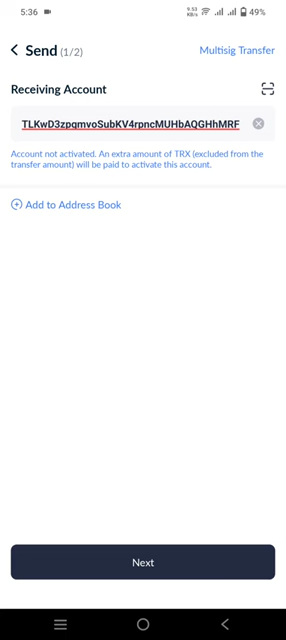 5:36
9.53 KB/s
49%
Send (1/2)
Multisig Transfer
Receiving Account
TLKwD3zpqmvoSubKV4rpncMUHbAQGHhMRF
Account not activated. An extra amount of TRX (excluded from the
transfer amount) will be paid to activate this account.
Add to Address Book
Next